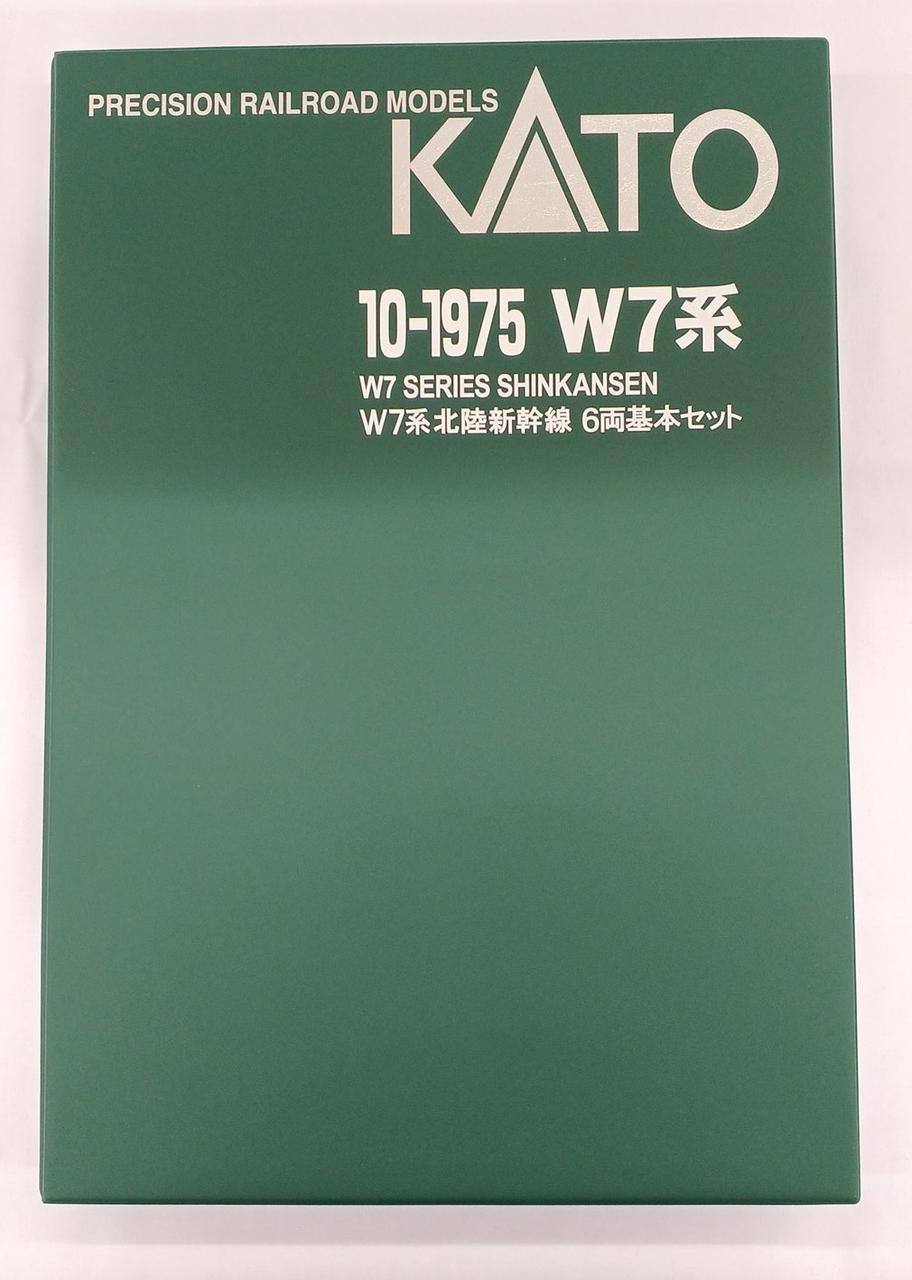 PRECISION RAILROAD MODELS
KATO
10-1975 W7系
W7 SERIES SHINKANSEN
W7系北陸新幹線 6両基本セット